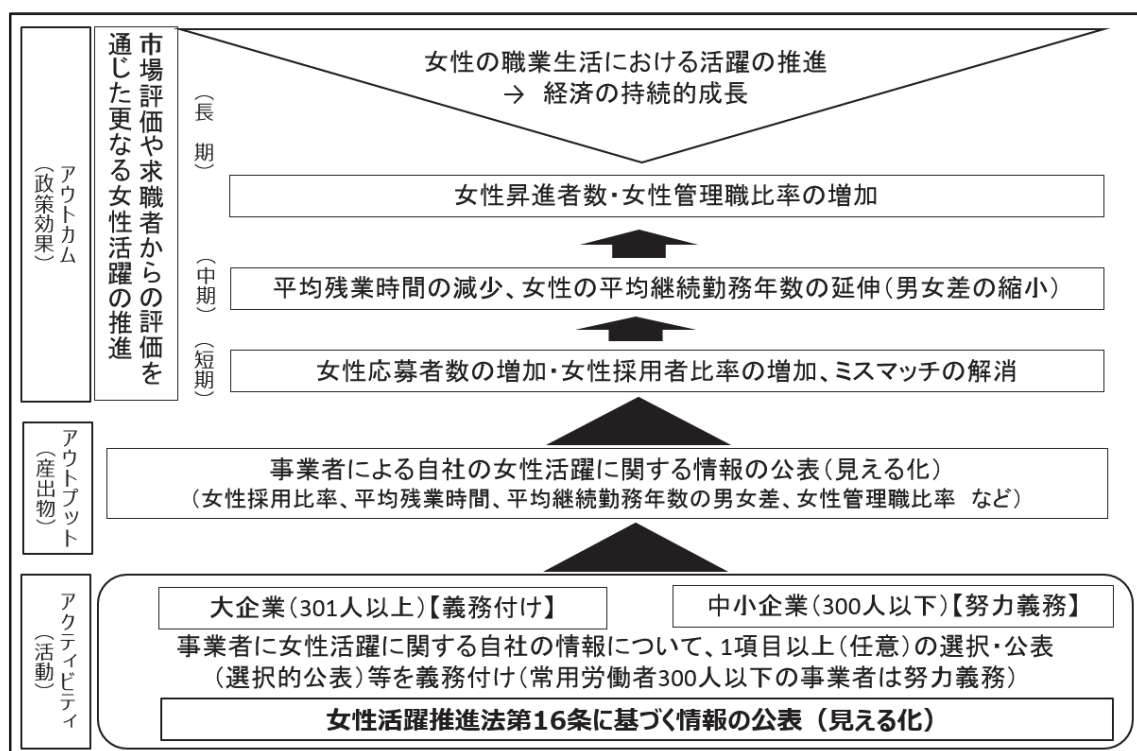 アウトカム
(政策効果)
市場評価や求職者からの評価を
通じた更なる女性活躍の推進
(長　期)
女性の職業生活における活躍の推進
→ 経済の持続的成長
女性昇進者数・女性管理職比率の増加
(中期)
平均残業時間の減少、女性の平均継続勤務年数の延伸(男女差の縮小)
(短期)
女性応募者数の増加・女性採用者比率の増加、ミスマッチの解消
アウトプット
(産出物)
事業者による自社の女性活躍に関する情報の公表(見える化)
(女性採用比率、平均残業時間、平均継続勤務年数の男女差、女性管理職比率 など)
アクティビティ
(活動)
大企業(301人以上)【義務付け】
中小企業(300人以下)【努力義務】
事業者に女性活躍に関する自社の情報について、1項目以上(任意)の選択・公表
(選択的公表)等を義務付け(常用労働者300人以下の事業者は努力義務)
女性活躍推進法第16条に基づく情報の公表（見える化）